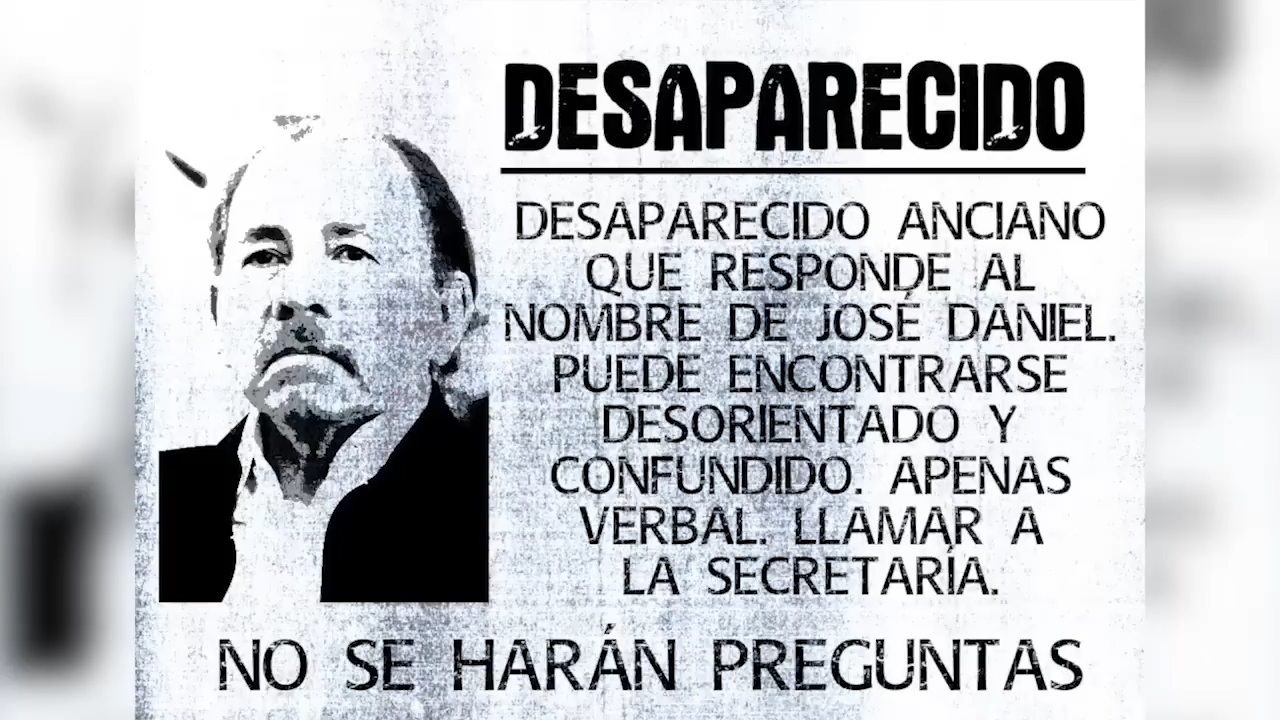 DESAPARECIDO
DESAPARECIDO ANCIANO
QUE RESPONDE AL
NOMBRE DE JOSÉ DANIEL.
PUEDE ENCONTRARSE
DESORIENTADO Y
CONFUNDIDO. APENAS
VERBAL. LLAMAR A
LA SECRETARÍA.
NO SE HARÁN PREGUNTAS